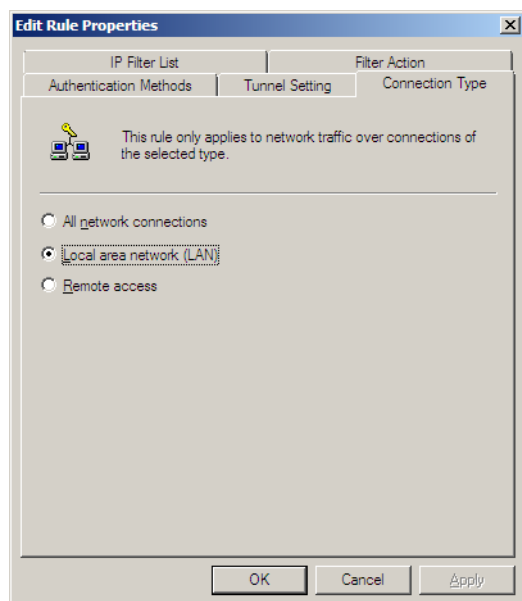 Edit Rule Properties
IP Filter List
Filter Action
Authentication Methods
Tunnel Setting
Connection Type
This rule only applies to network traffic over connections of
the selected type.
All network connections
Local area network (LAN)
Remote access
OK
Cancel
Apply